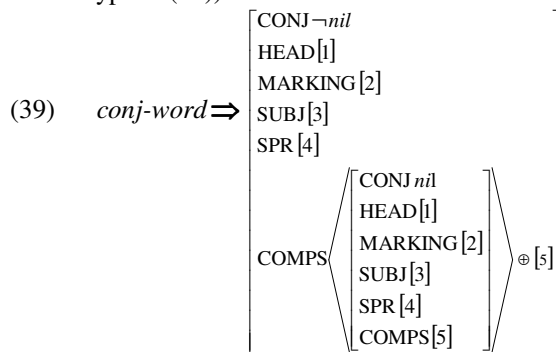 CONJ¬nil
HEAD[1]
MARKING[2]
(39) conj-word⇒ SUBJ[3]
SPR[4]
CONJ nil
HEAD[1]
MARKING[2]
COMPS SUBJ[3] ⊕[5]
SPR[4]
COMPS[5]